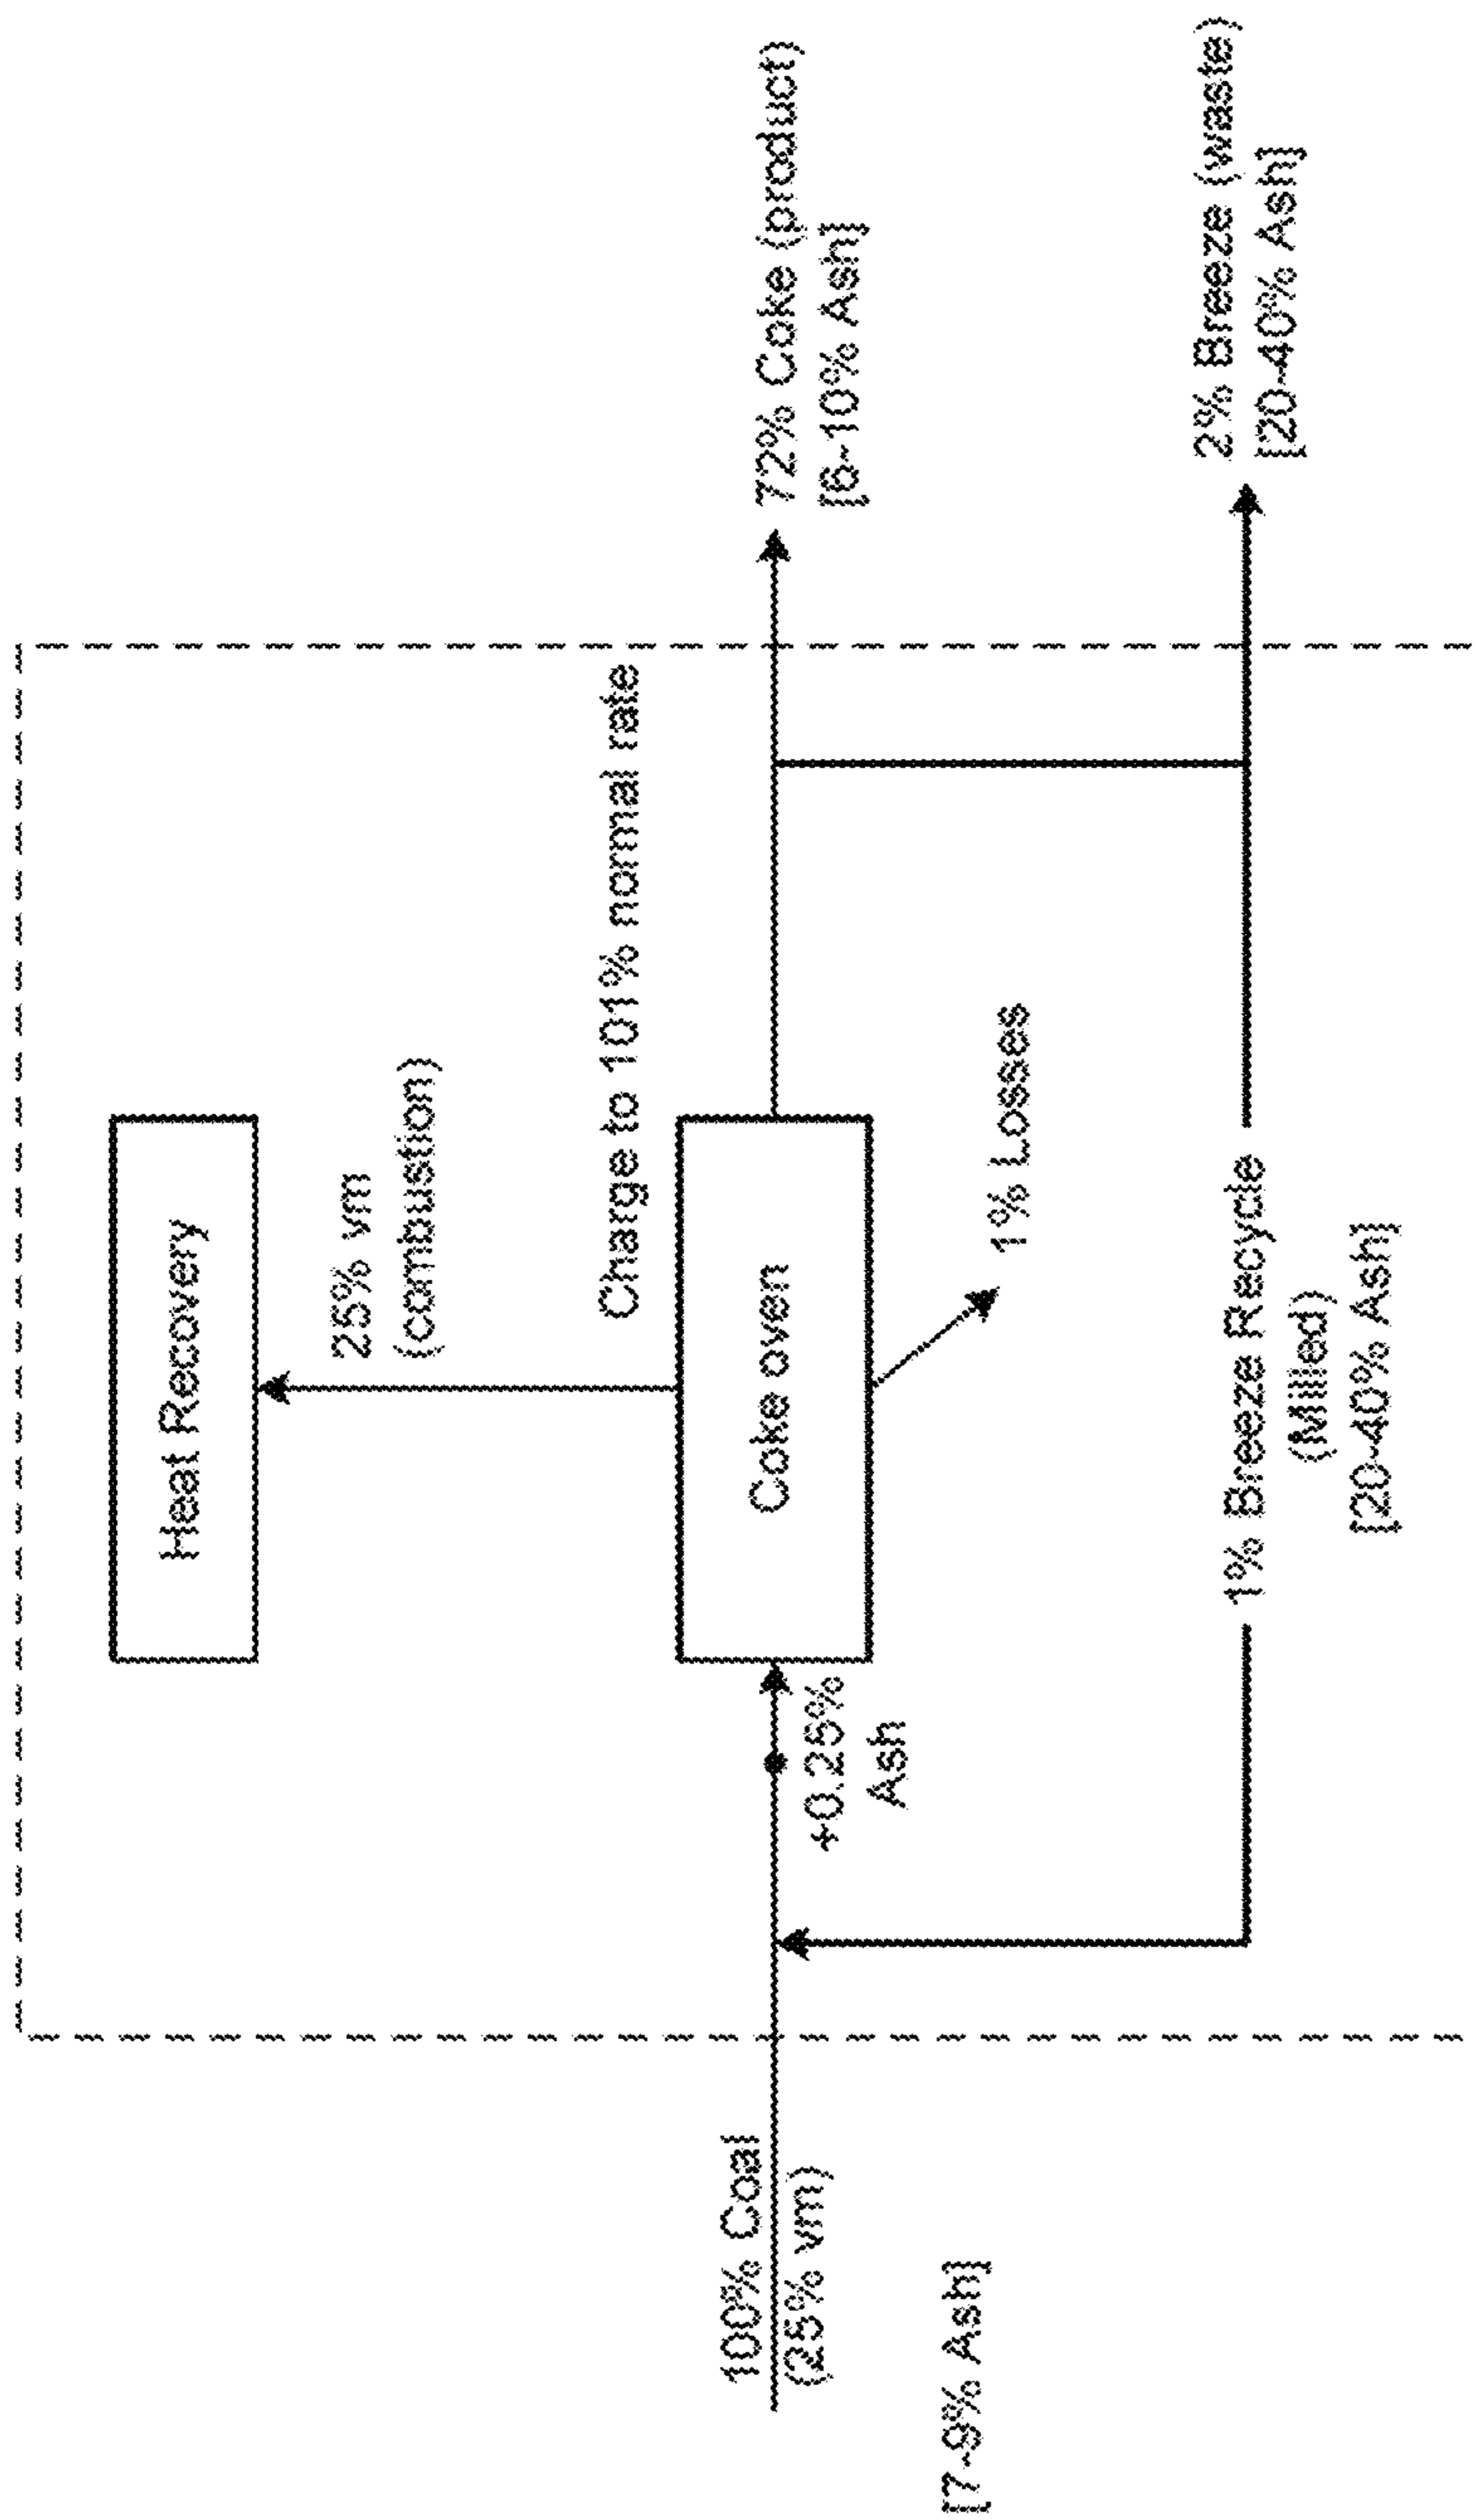 Heat Recovery
25% vm
(combustion)
Charge to 101% normal rate
100% Coal
(25% vm)
[7-9% Ash]
+0.25%
Ash
Coke oven
1% Losses
72% Coke (product)
[8-10% Ash]
1% Breeze Recycle
(Milled)
[20-40% Ash]
2% Breeze (waste)
[20-40% Ash]